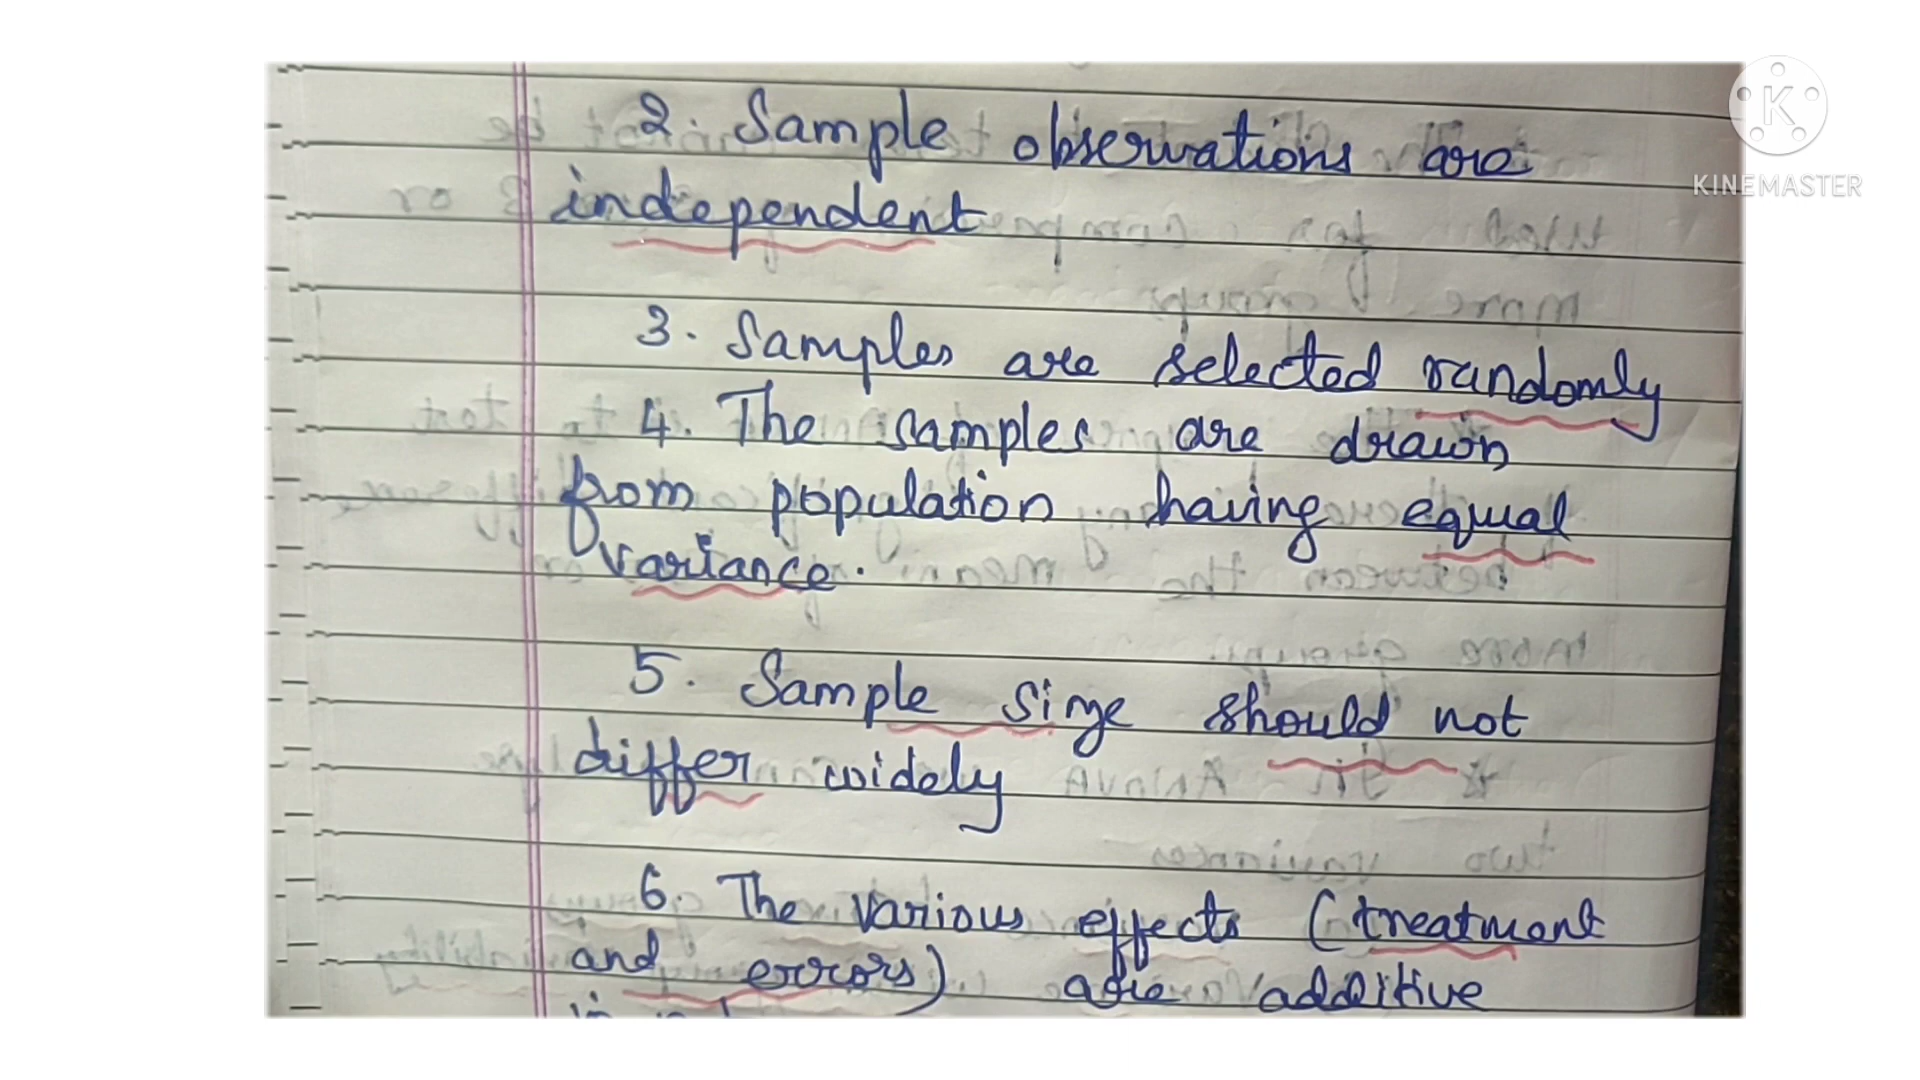 2. Sample observations are
independent
3. Samples are selected randomly
4. The samples are drawn
from population having equal
variance.
5. Sample size should not
differ widely
6. The various effects (treatment
and errors) are additive
KINEMASTER